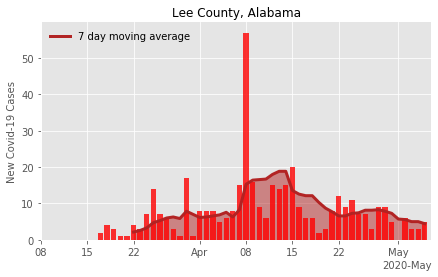 Lee County, Alabama
7 day moving average
New Covid-19 Cases
50
40
30
20
10
0
08 15 22 Apr 08 15 22 May
2020-May